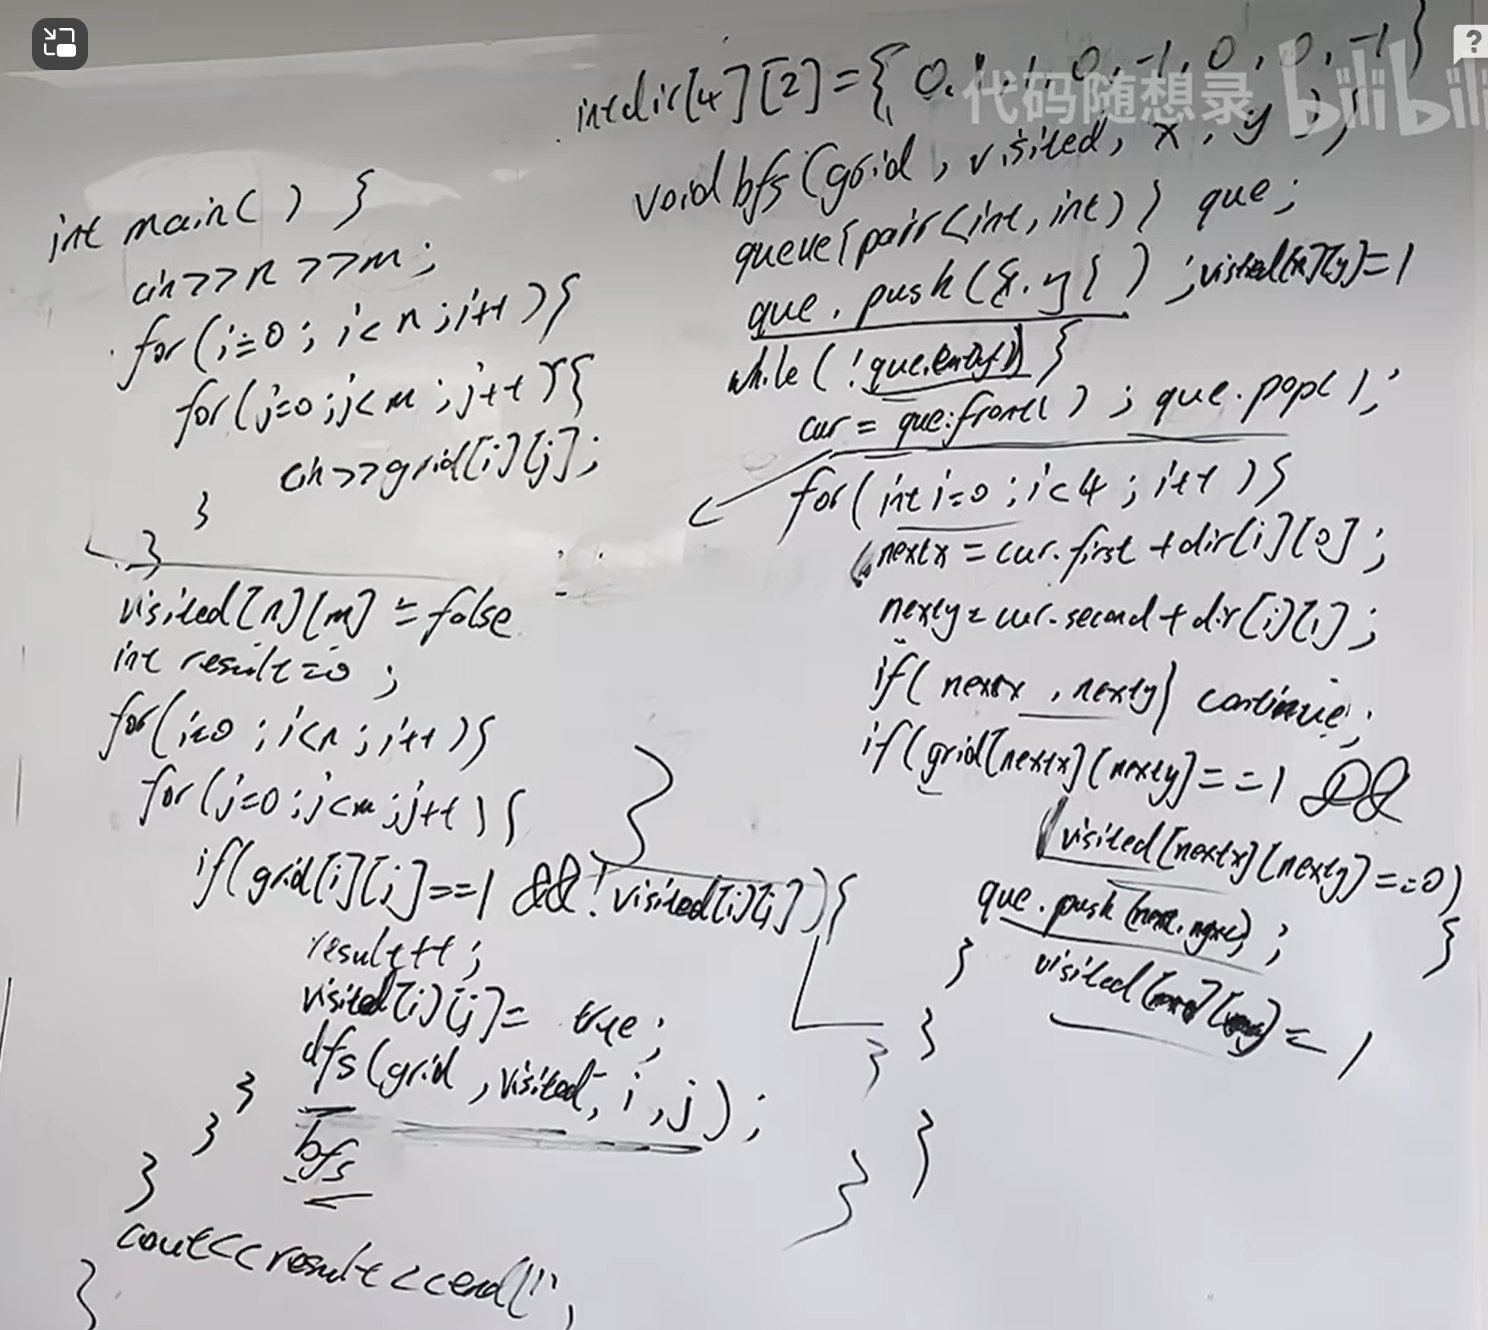 int main() {
cin>>n>>m;
for(i=0; i<n; i++){
for(j=0; j<m; j++){
cin>>grid[i][j];
}
}
visited[n][m] = false
int result=0;
for(i=0; i<n; i++){
for(j=0; j<m; j++){
if(grid[i][j]==1 && !visited[i][j]){
result++;
visited[i][j]= true;
dfs(grid, visited, i, j);
}
}
bfs
}
cout<<result<<endl;
}
int dir[4][2]={0,1,1,0,-1,0,0,-1}
代码随想录 bilibili
?
void bfs(grid, visited, x, y){
queue{pair<int, int>} que;
que.push({x,y}); visited[x][y]=1
while(!que.empty()){
cur = que.front(); que.pop();
for(int i=0; i<4; i++){
nextx = cur.first + dir[i][0];
nexty = cur.second + dir[i][1];
if(nextx, nexty) continue;
if(grid[nextx][nexty]==1 &&
visited[nextx][nexty]==0)
{
que.push(
visited[
]= 1
}
}
}
}
}
}